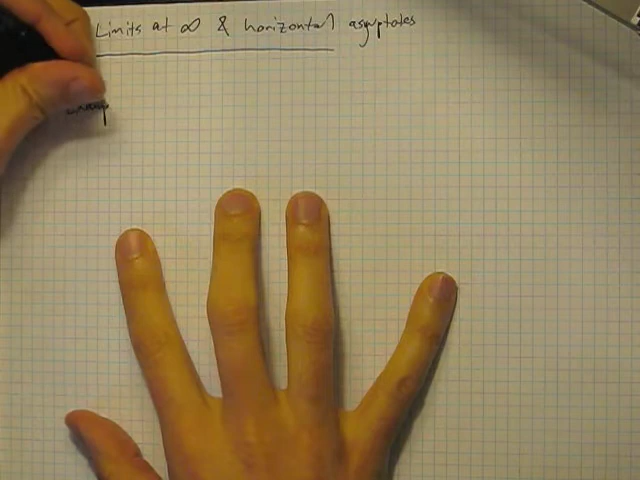 Limits at ∞ & horizontal asymptotes